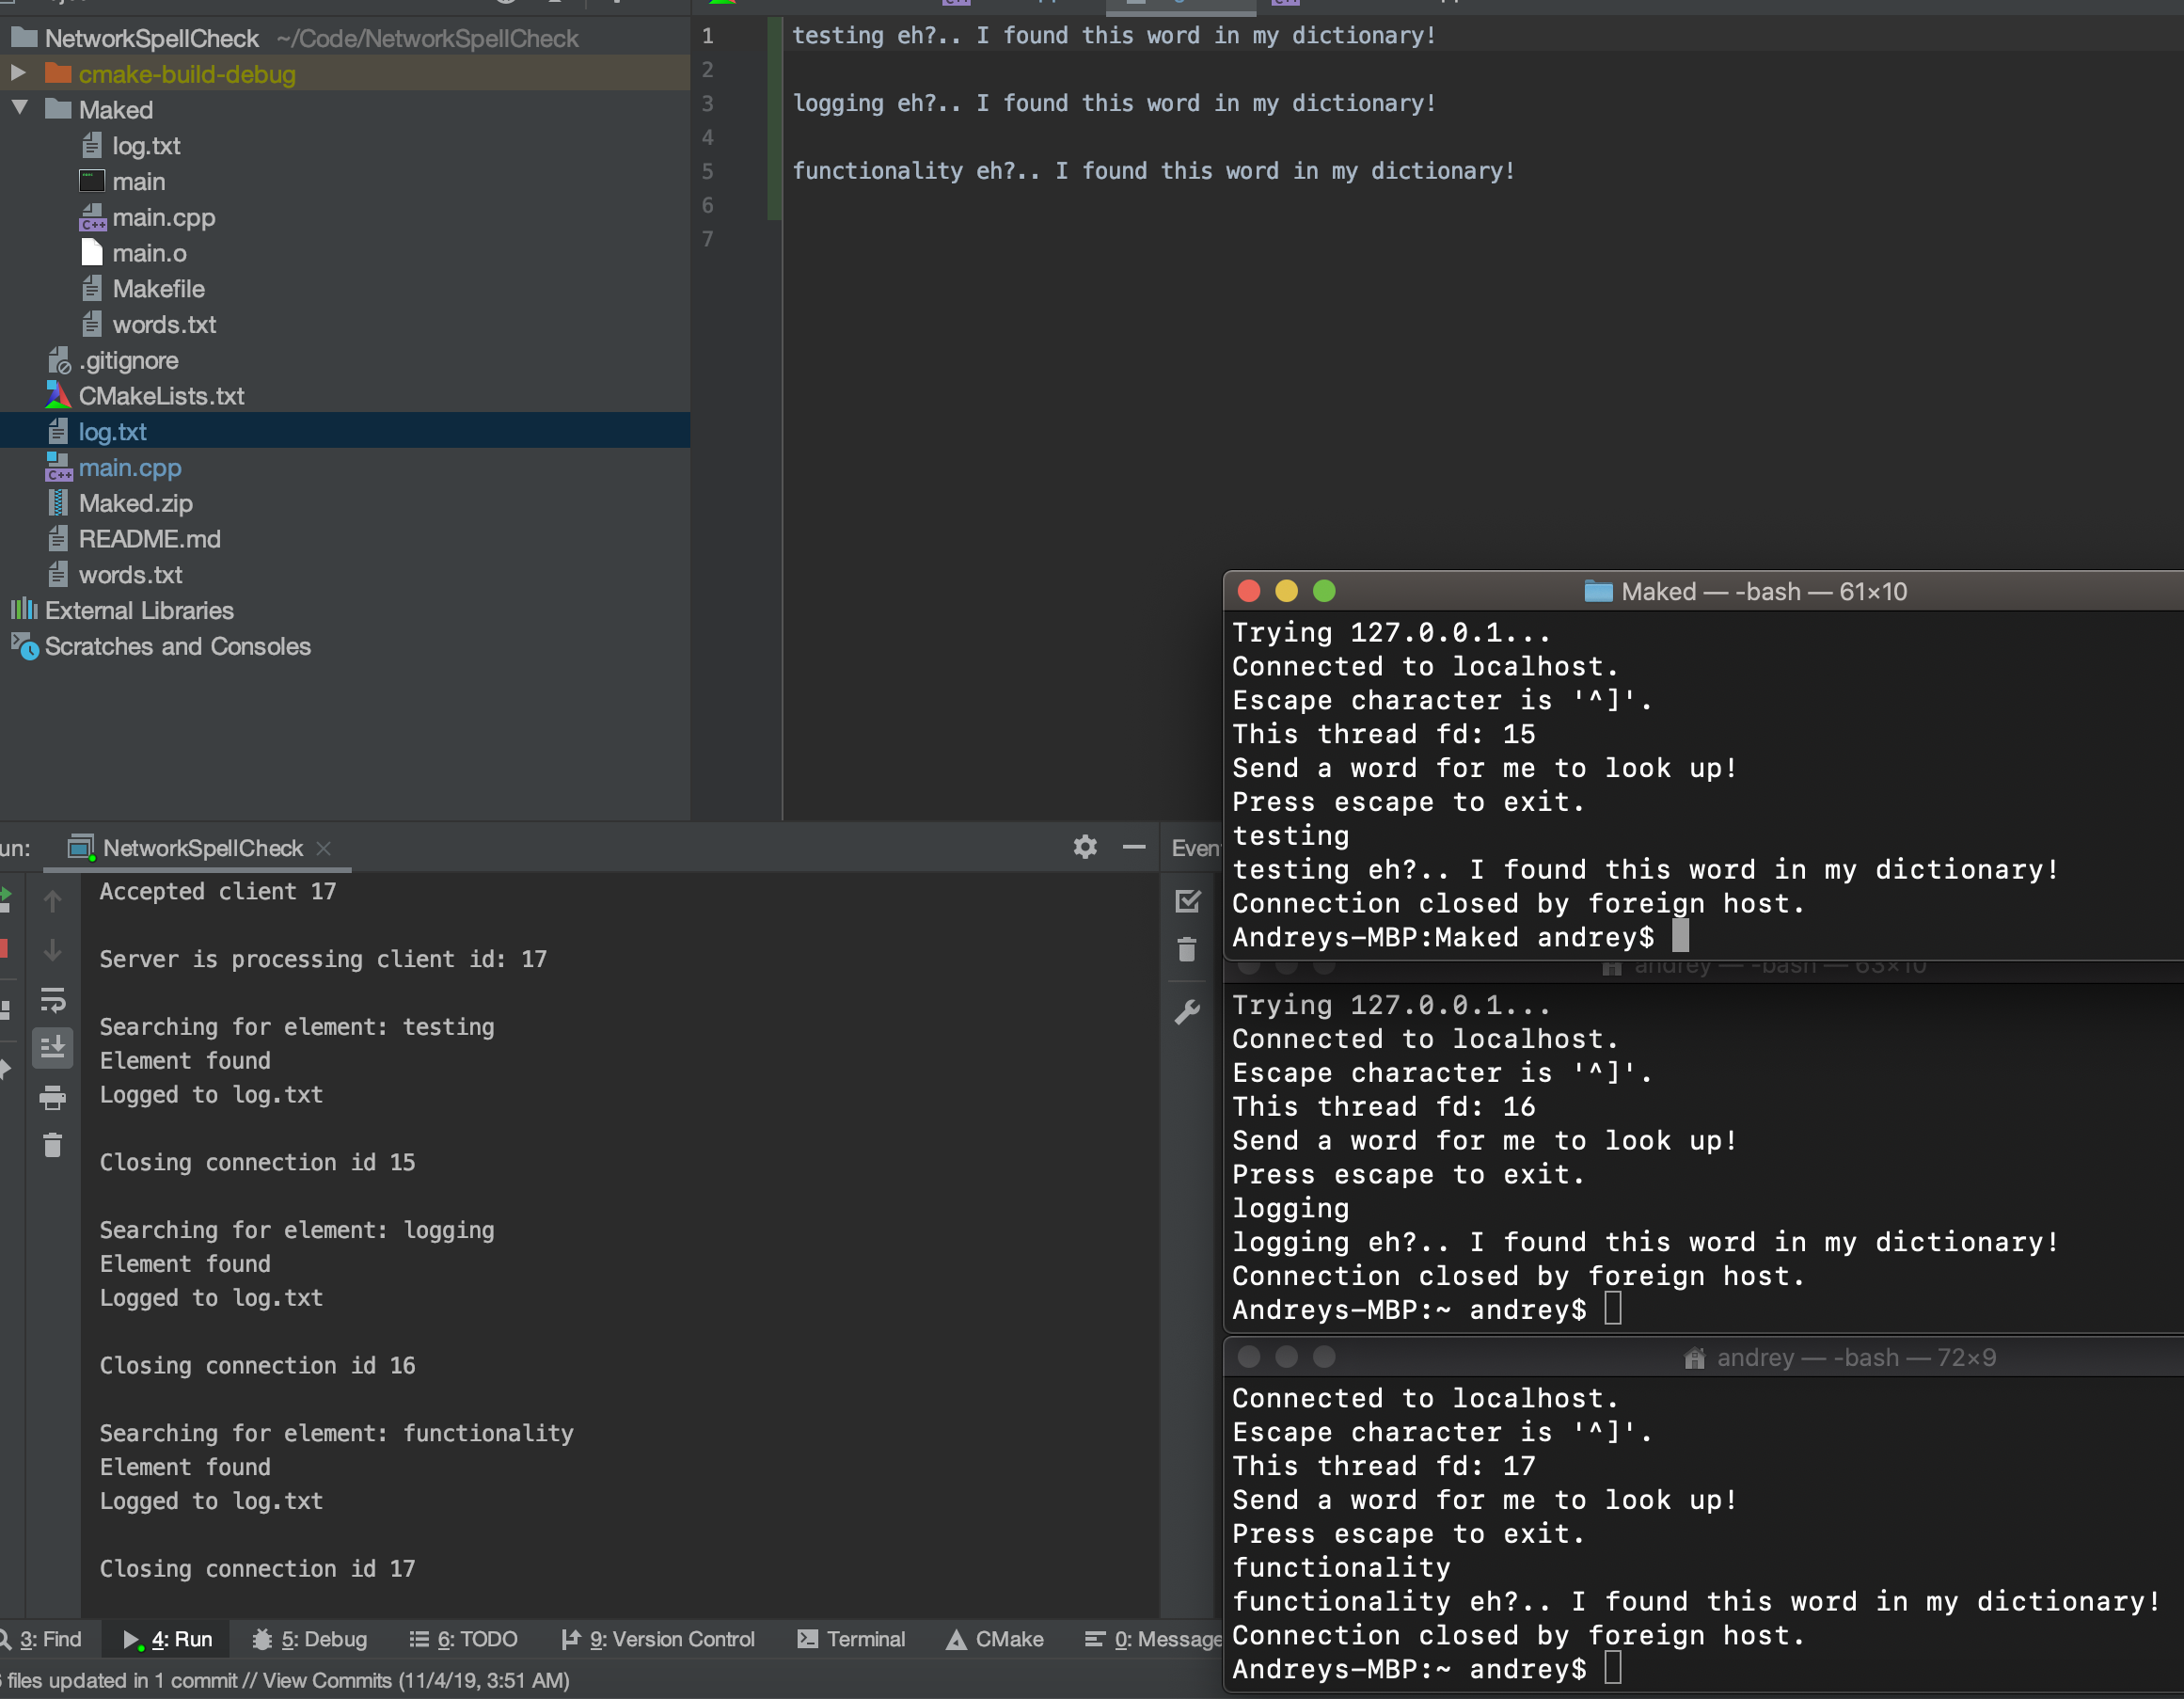 NetworkSpellCheck ~/Code/NetworkSpellCheck
cmake-build-debug
Maked
log.txt
main
main.cpp
main.o
Makefile
words.txt
.gitignore
CMakeLists.txt
log.txt
main.cpp
Maked.zip
README.md
words.txt
External Libraries
Scratches and Consoles
1 testing eh?.. I found this word in my dictionary!
2
3 logging eh?.. I found this word in my dictionary!
4
5 functionality eh?.. I found this word in my dictionary!
6
7
un: NetworkSpellCheck
Even
Accepted client 17
Server is processing client id: 17
Searching for element: testing
Element found
Logged to log.txt
Closing connection id 15
Searching for element: logging
Element found
Logged to log.txt
Closing connection id 16
Searching for element: functionality
Element found
Logged to log.txt
Closing connection id 17
Maked — -bash — 61×10
Trying 127.0.0.1...
Connected to localhost.
Escape character is '^]'.
This thread fd: 15
Send a word for me to look up!
Press escape to exit.
testing
testing eh?.. I found this word in my dictionary!
Connection closed by foreign host.
Andreys-MBP:Maked andrey$
andrey — -bash — 63×10
Trying 127.0.0.1...
Connected to localhost.
Escape character is '^]'.
This thread fd: 16
Send a word for me to look up!
Press escape to exit.
logging
logging eh?.. I found this word in my dictionary!
Connection closed by foreign host.
Andreys-MBP:~ andrey$
andrey — -bash — 72×9
Connected to localhost.
Escape character is '^]'.
This thread fd: 17
Send a word for me to look up!
Press escape to exit.
functionality
functionality eh?.. I found this word in my dictionary!
Connection closed by foreign host.
Andreys-MBP:~ andrey$
3: Find 4: Run 5: Debug 6: TODO 9: Version Control Terminal CMake 0: Message
files updated in 1 commit // View Commits (11/4/19, 3:51 AM)